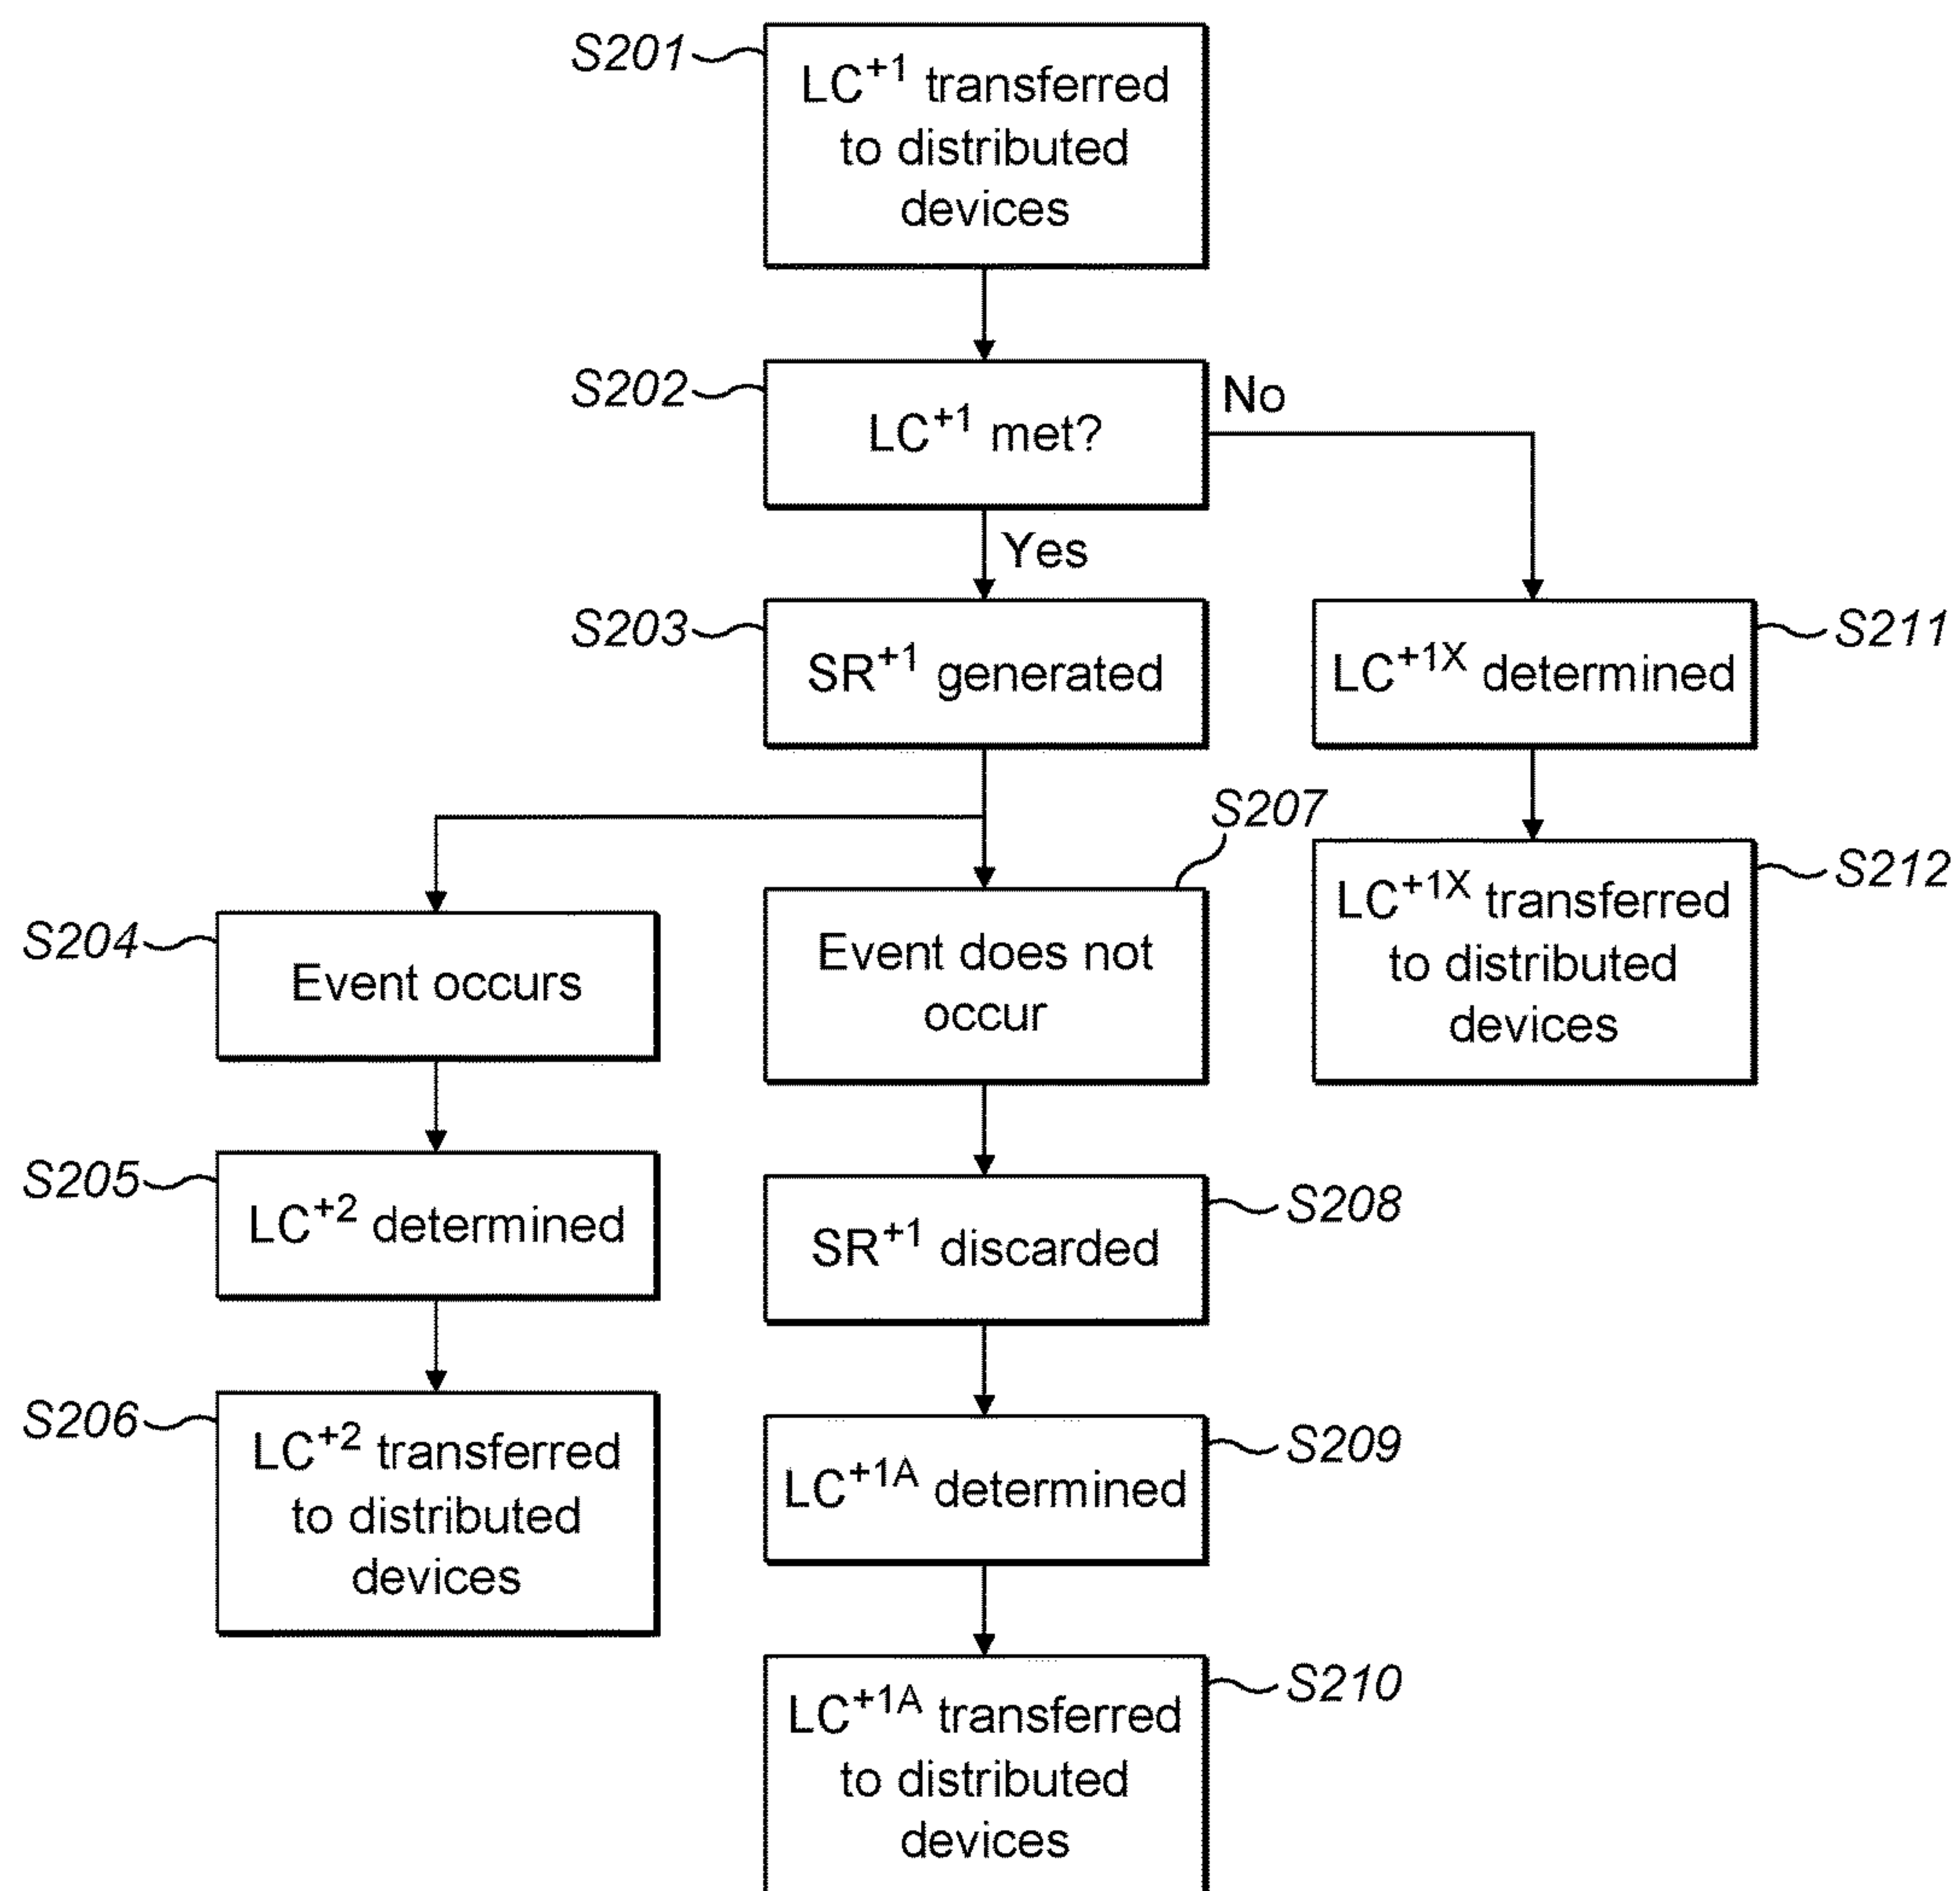 S201
LC+1 transferred
to distributed
devices
S202
LC+1 met?
No
Yes
S203
SR+1 generated
LC+1X determined
S211
S207
S204
Event occurs
Event does not
occur
LC+1X transferred
to distributed
devices
S212
S205
LC+2 determined
SR+1 discarded
S208
S206
LC+2 transferred
to distributed
devices
LC+1A determined
S209
LC+1A transferred
to distributed
devices
S210